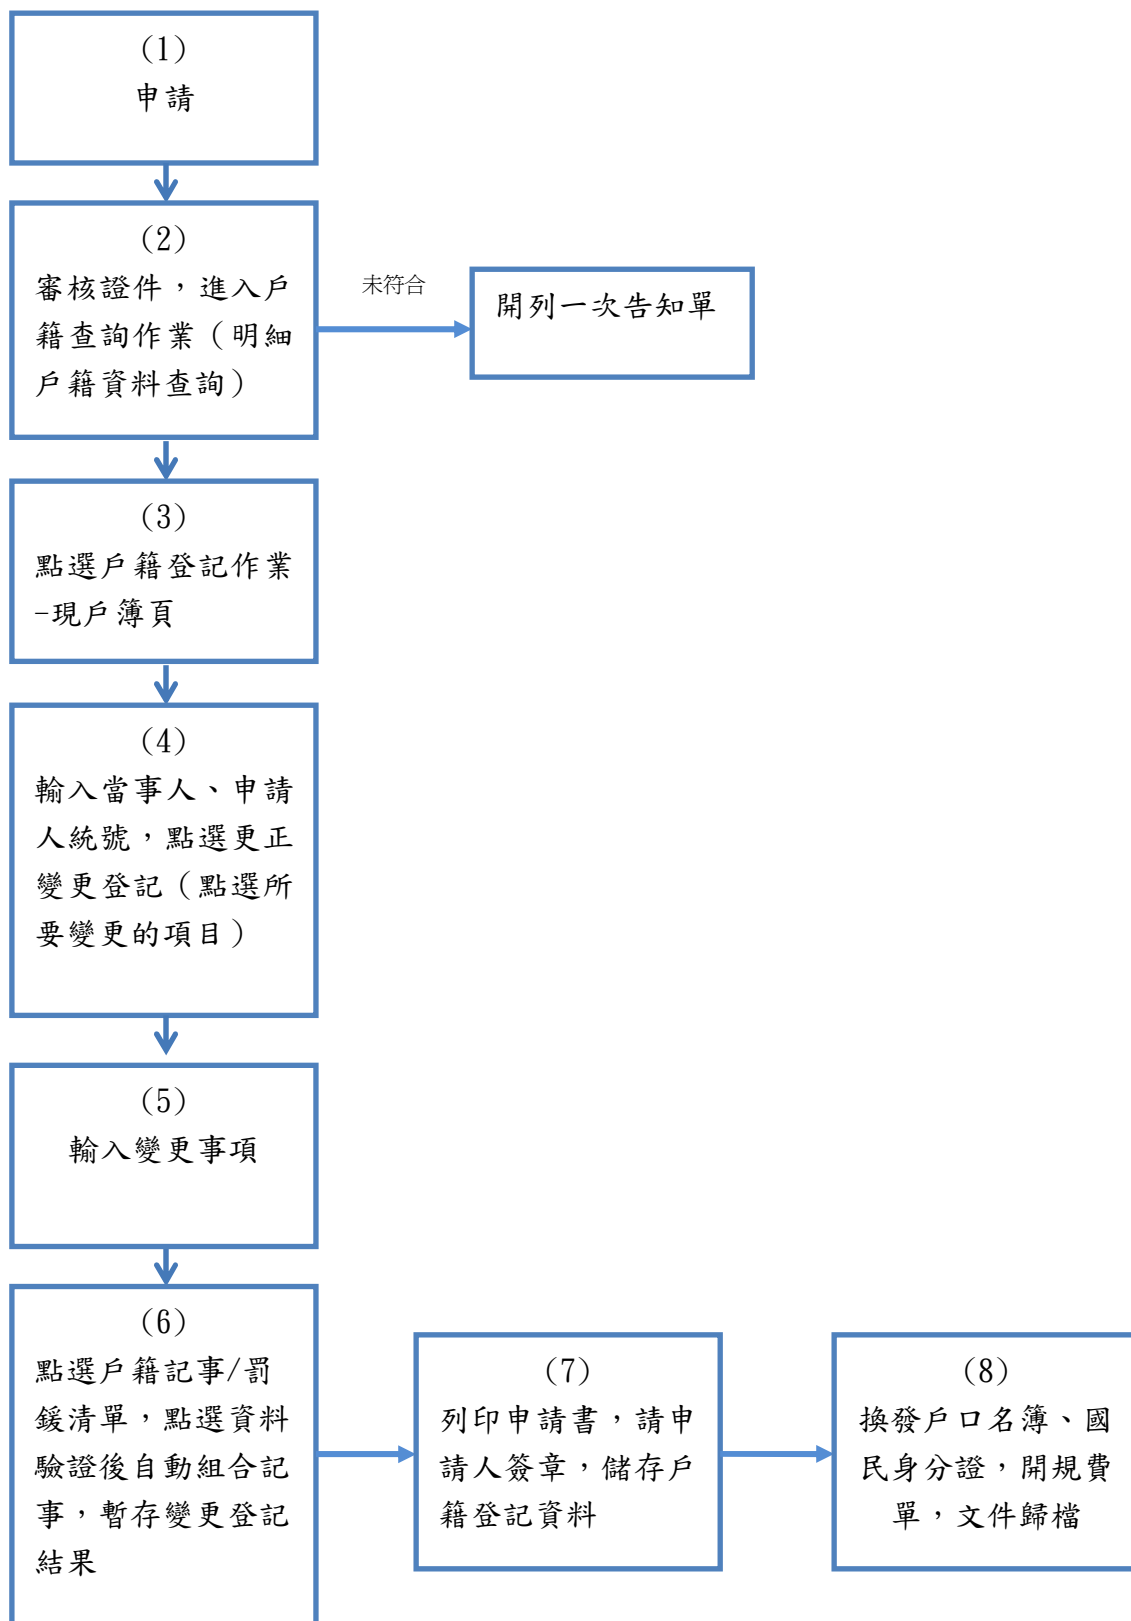 (1)
申請
(2)
審核證件，進入戶
籍查詢作業（明細
戶籍資料查詢）
未符合
開列一次告知單
(3)
點選戶籍登記作業
-現戶簿頁
(4)
輸入當事人、申請
人統號，點選更正
變更登記（點選所
要變更的項目）
(5)
輸入變更事項
(6)
點選戶籍記事/罰
鍰清單，點選資料
驗證後自動組合記
事，暫存變更登記
結果
(7)
列印申請書，請申
請人簽章，儲存戶
籍登記資料
(8)
換發戶口名簿、國
民身分證，開規費
單，文件歸檔